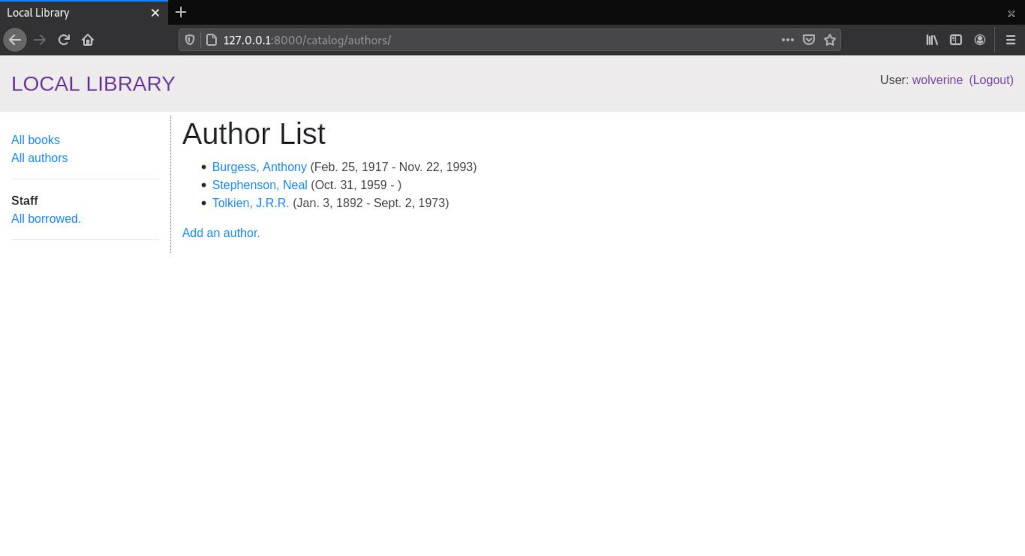 Local Library
127.0.0.1:8000/catalog/authors/
LOCAL LIBRARY
User: wolverine (Logout)
All books
All authors
Staff
All borrowed.
Author List
Burgess, Anthony (Feb. 25, 1917 - Nov. 22, 1993)
Stephenson, Neal (Oct. 31, 1959 - )
Tolkien, J.R.R. (Jan. 3, 1892 - Sept. 2, 1973)
Add an author.